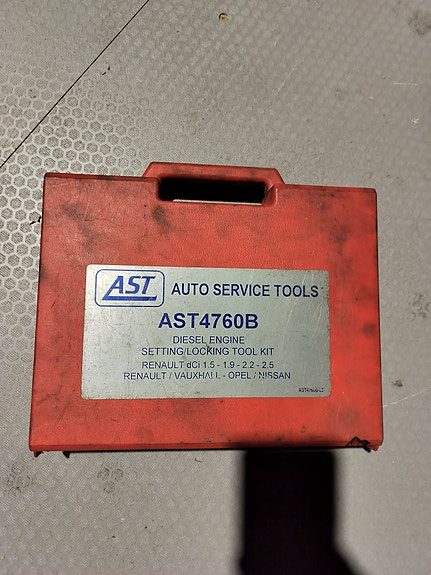 AST AUTO SERVICE TOOLS
AST4760B
DIESEL ENGINE
SETTING/LOCKING TOOL KIT
RENAULT dCi 1.5 - 1.9 - 2.2 - 2.5
RENAULT / VAUXHALL - OPEL / NISSAN